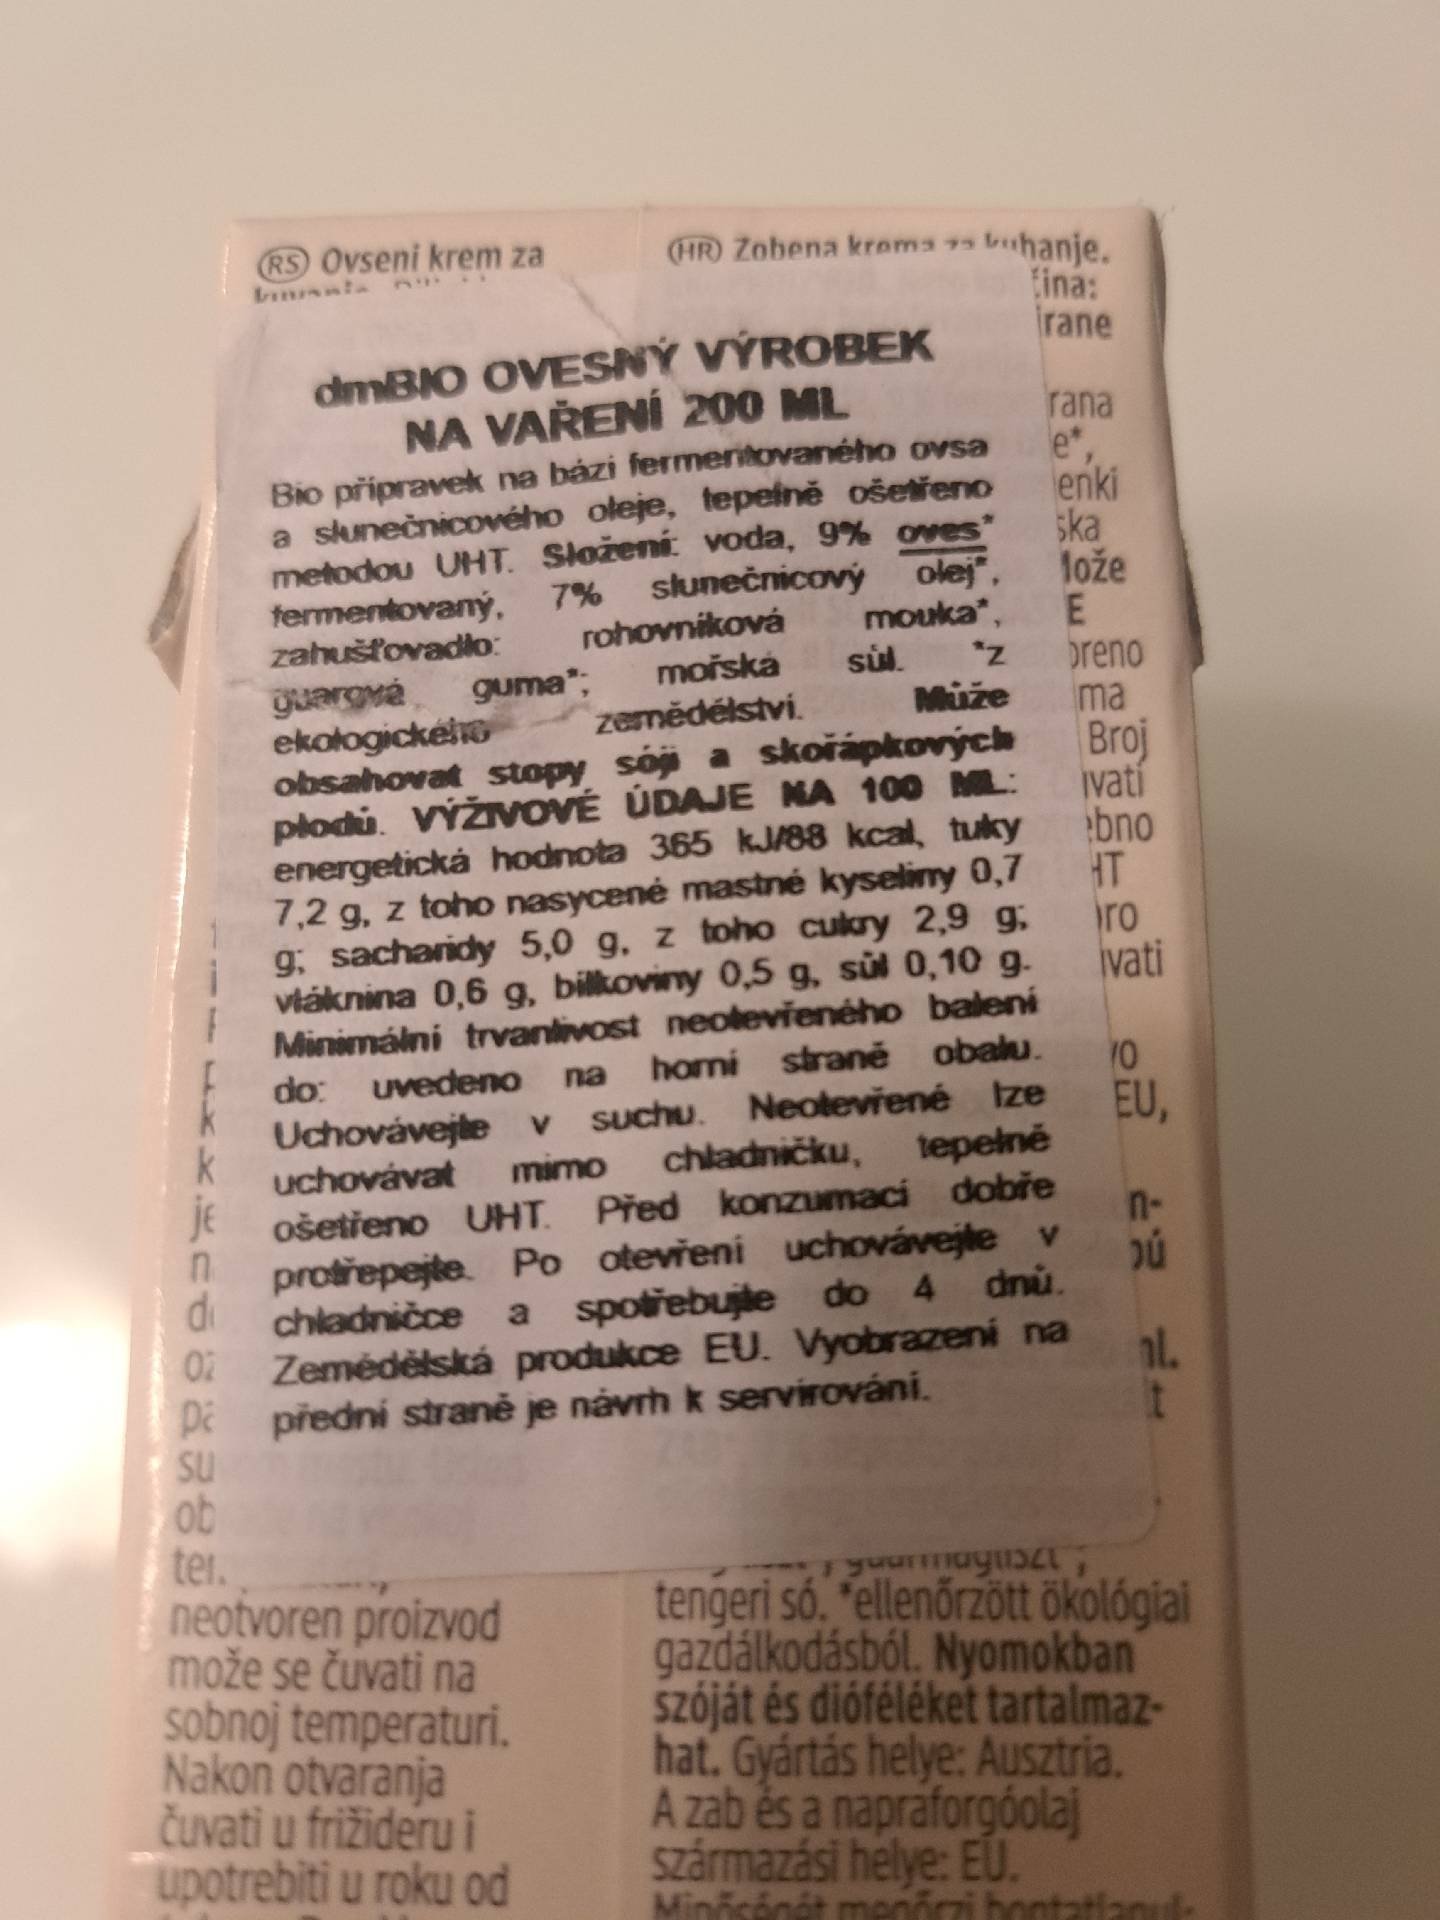 RS Ovseni krem za
HR Zobena krema za kuhanje.
dmBIO OVESNÝ VÝROBEK
NA VAŘENÍ 200 ML
Bio přípravek na bázi fermentovaného ovsa
a slunečnicového oleje, tepelně ošetřeno
metodou UHT. Složení: voda, 9% oves*
fermentovaný, 7% slunečnicový olej*,
zahušťovadlo: rohovníková mouka*,
guarová guma*; mořská sůl. *z
ekologického zemědělství. Může
obsahovat stopy sóji a skořápkových
plodů. VÝŽIVOVÉ ÚDAJE NA 100 ML:
energetická hodnota 365 kJ/88 kcal, tuky
7,2 g, z toho nasycené mastné kyseliny 0,7
g; sacharidy 5,0 g, z toho cukry 2,9 g;
vláknina 0,6 g, bílkoviny 0,5 g, sůl 0,10 g.
Minimální trvanlivost neotevřeného balení
do: uvedeno na horní straně obalu.
Uchovávejte v suchu. Neotevřené lze
uchovávat mimo chladničku, tepelně
ošetřeno UHT. Před konzumací dobře
protřepejte. Po otevření uchovávejte v
chladničce a spotřebujte do 4 dnů.
Zemědělská produkce EU. Vyobrazení na
přední straně je návrh k servírování.
neotvoren proizvod
može se čuvati na
sobnoj temperaturi.
Nakon otvaranja
čuvati u frižideru i
upotrebiti u roku od
tengeri só. *ellenőrzött ökológiai
gazdálkodásból. Nyomokban
szóját és dióféléket tartalmaz-
hat. Gyártás helye: Ausztria.
A zab és a napraforgóolaj
származási helye: EU.
Minőségét megőrzi bontatlanul: